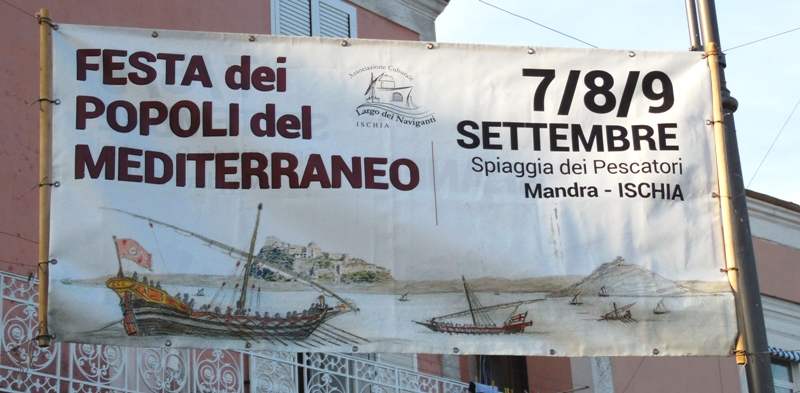 FESTA dei
POPOLI del
MEDITERRANEO
Associazione Culturale
Largo dei Naviganti
ISCHIA
7/8/9
SETTEMBRE
Spiaggia dei Pescatori
Mandra - ISCHIA